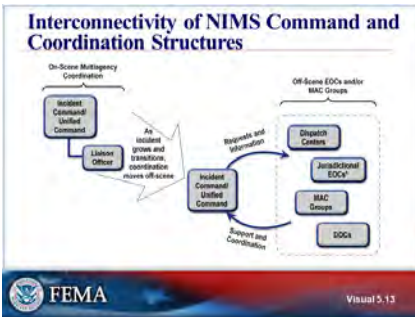 Interconnectivity of NIMS Command and
Coordination Structures
On-Scene Multiagency
Coordination
Incident
Command/
Unified
Command
Liaison
Officer
As
incident
grows and
transitions,
coordination
moves off-scene
Incident
Command/
Unified
Command
Requests and
Information
Support and
Coordination
Off-Scene EOCs and/or
MAC Groups
Dispatch
Centers
Jurisdictional
EOCs*
MAC
Groups
DOCs
FEMA
Visual 5.13